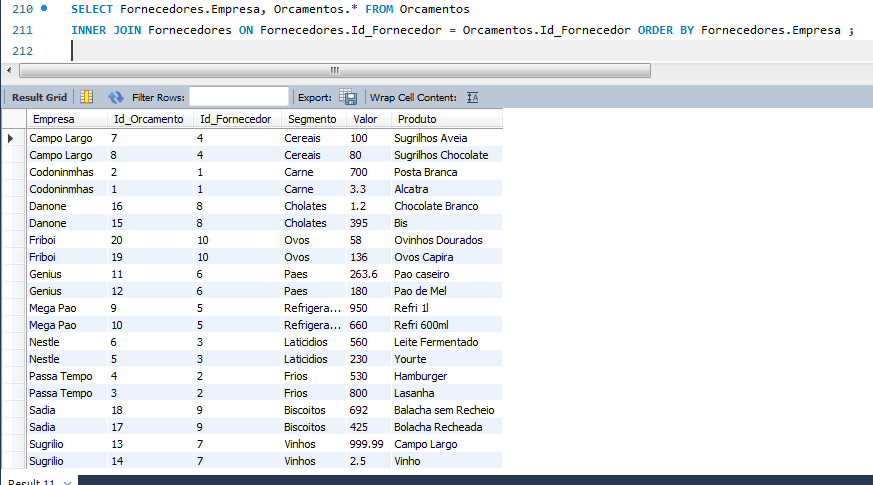 210 SELECT Fornecedores.Empresa, Orcamentos.* FROM Orcamentos
211 INNER JOIN Fornecedores ON Fornecedores.Id_Fornecedor = Orcamentos.Id_Fornecedor ORDER BY Fornecedores.Empresa ;
212
Result Grid Filter Rows: Export: Wrap Cell Content: IA
Empresa Id_Orcamento Id_Fornecedor Segmento Valor Produto
Campo Largo 7 4 Cereais 100 Sugrilhos Aveia
Campo Largo 8 4 Cereais 80 Sugrilhos Chocolate
Codoninmhas 2 1 Carne 700 Posta Branca
Codoninmhas 1 1 Carne 3.3 Alcatra
Danone 16 8 Cholates 1.2 Chocolate Branco
Danone 15 8 Cholates 395 Bis
Friboi 20 10 Ovos 58 Ovinhos Dourados
Friboi 19 10 Ovos 136 Ovos Capira
Genius 11 6 Paes 263.6 Pao caseiro
Genius 12 6 Paes 180 Pao de Mel
Mega Pao 9 5 Refrigera... 950 Refri 1l
Mega Pao 10 5 Refrigera... 660 Refri 600ml
Nestle 6 3 Laticidios 560 Leite Fermentado
Nestle 5 3 Laticidios 230 Yourte
Passa Tempo 4 2 Frios 530 Hamburger
Passa Tempo 3 2 Frios 800 Lasanha
Sadia 18 9 Biscoitos 692 Balacha sem Recheio
Sadia 17 9 Biscoitos 425 Bolacha Recheada
Sugrilio 13 7 Vinhos 999.99 Campo Largo
Sugrilio 14 7 Vinhos 2.5 Vinho
Result 11